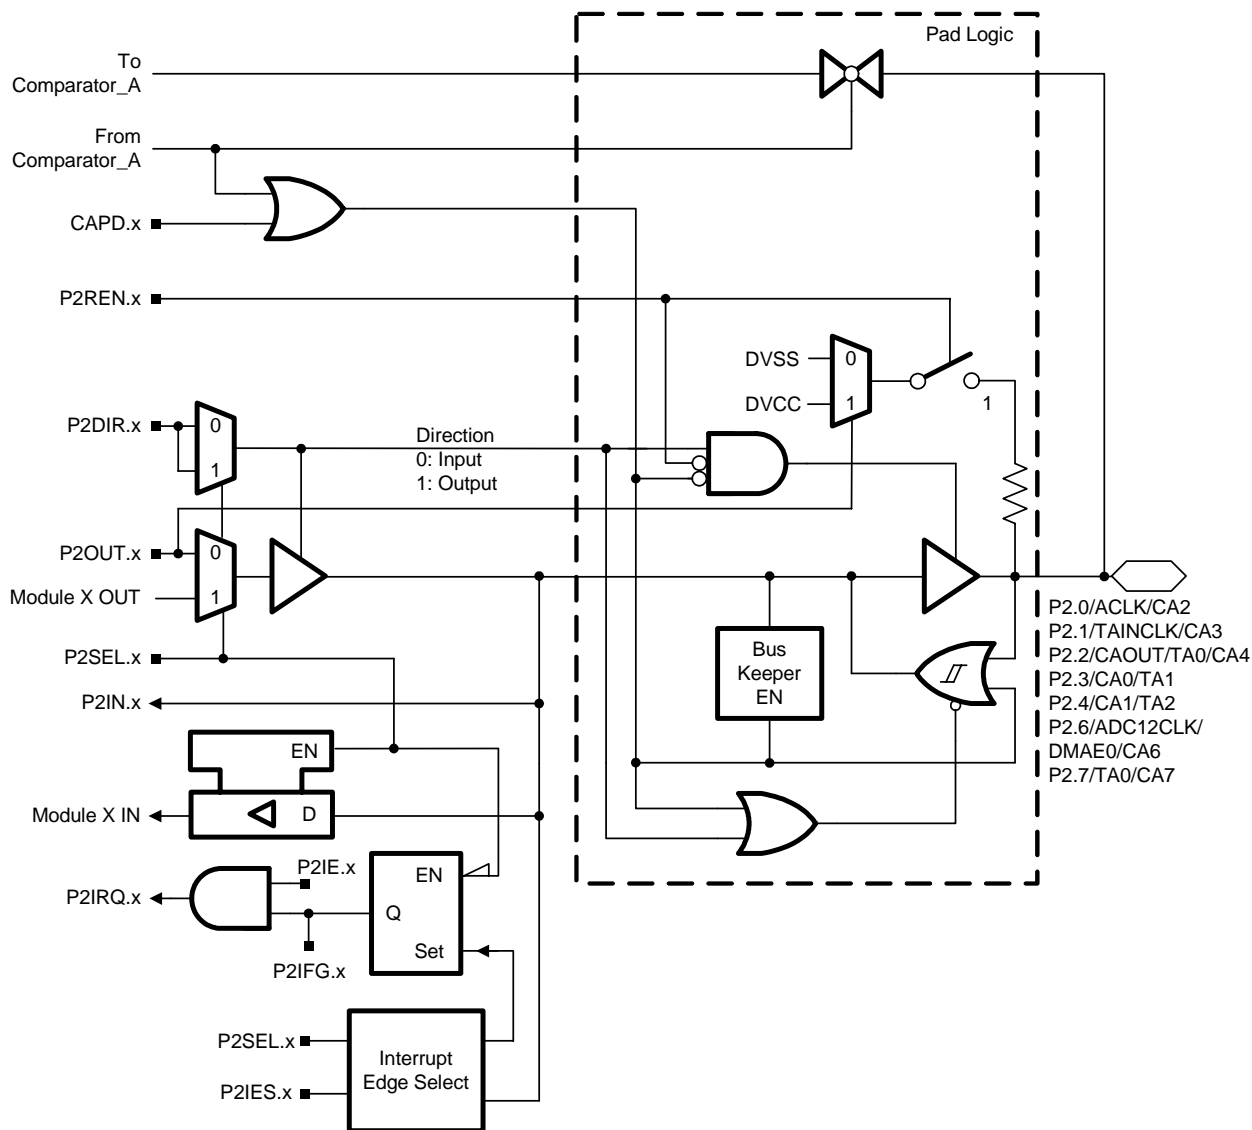 Pad Logic
To
Comparator_A
From
Comparator_A
CAPD.x
P2REN.x
DVSS
0
DVCC
1
1
P2DIR.x
0
1
Direction
0: Input
1: Output
P2OUT.x
0
Module X OUT
1
P2SEL.x
P2IN.x
Bus
Keeper
EN
P2.0/ACLK/CA2
P2.1/TAINCLK/CA3
P2.2/CAOUT/TA0/CA4
P2.3/CA0/TA1
P2.4/CA1/TA2
P2.6/ADC12CLK/
DMAE0/CA6
P2.7/TA0/CA7
EN
Module X IN
D
P2IE.x
EN
P2IRQ.x
Q
Set
P2IFG.x
P2SEL.x
Interrupt
Edge Select
P2IES.x